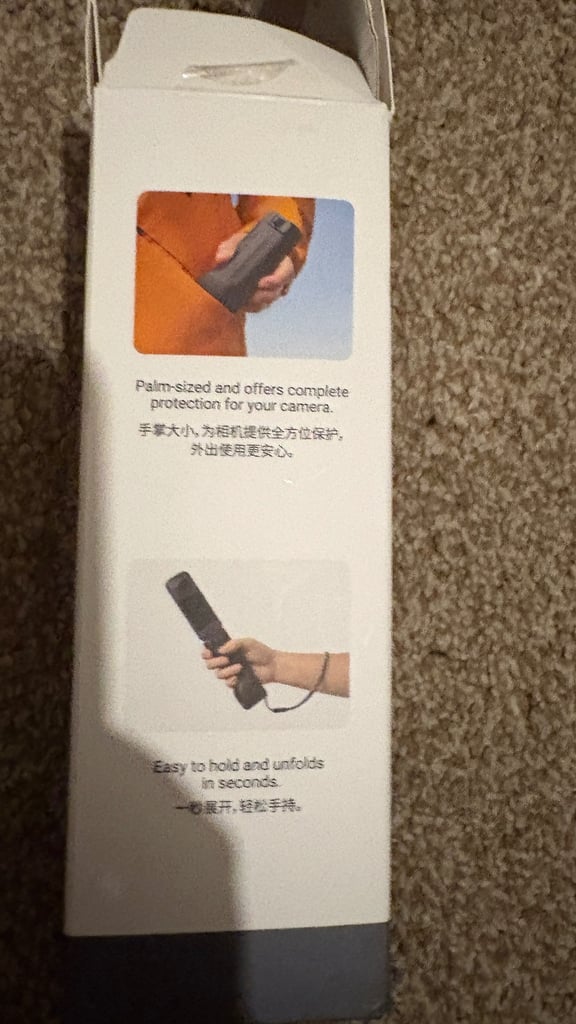 Palm-sized and offers complete
protection for your camera.
手掌大小，为相机提供全方位保护，
外出使用更安心。
Easy to hold and unfolds
in seconds.
一秒展开，轻松手持。